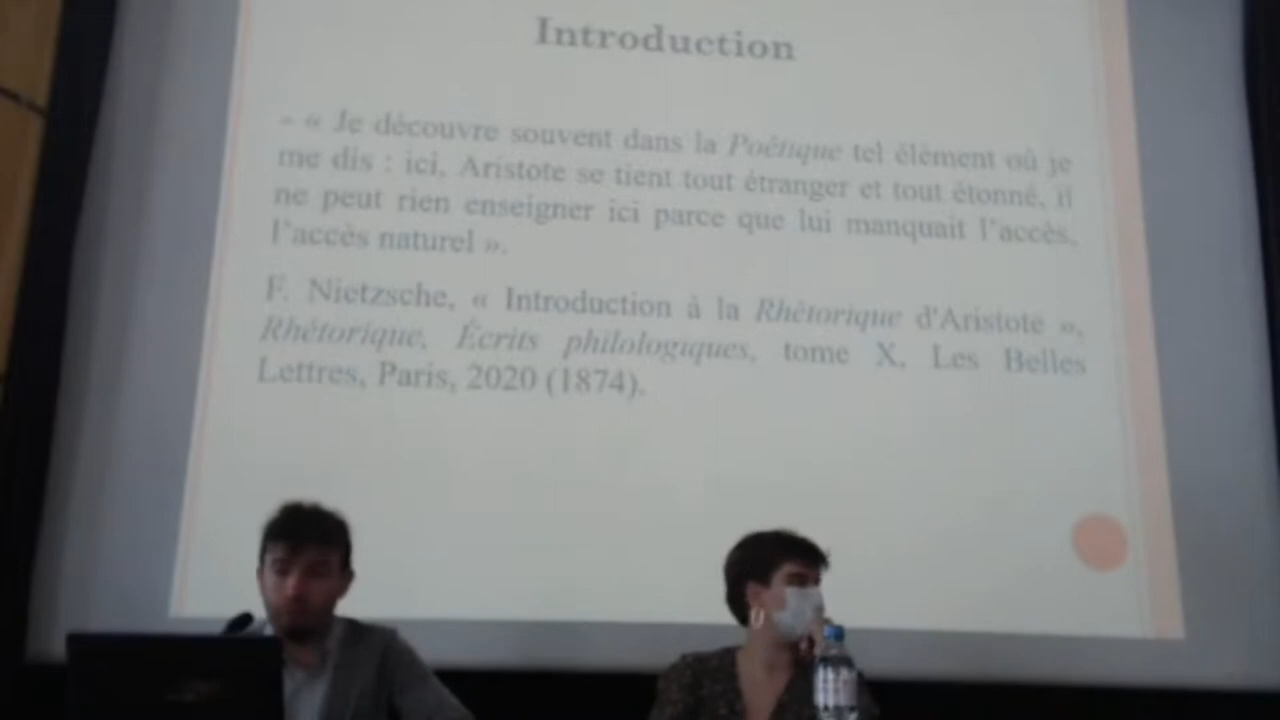 Introduction
- « Je découvre souvent dans la Poétique tel élément où je
me dis : ici, Aristote se tient tout étranger et tout étonné, il
ne peut rien enseigner ici parce que lui manquait l'accès,
l'accès naturel ».
F. Nietzsche, « Introduction à la Rhétorique d'Aristote »,
Rhétorique, Écrits philologiques, tome X, Les Belles
Lettres, Paris, 2020 (1874).